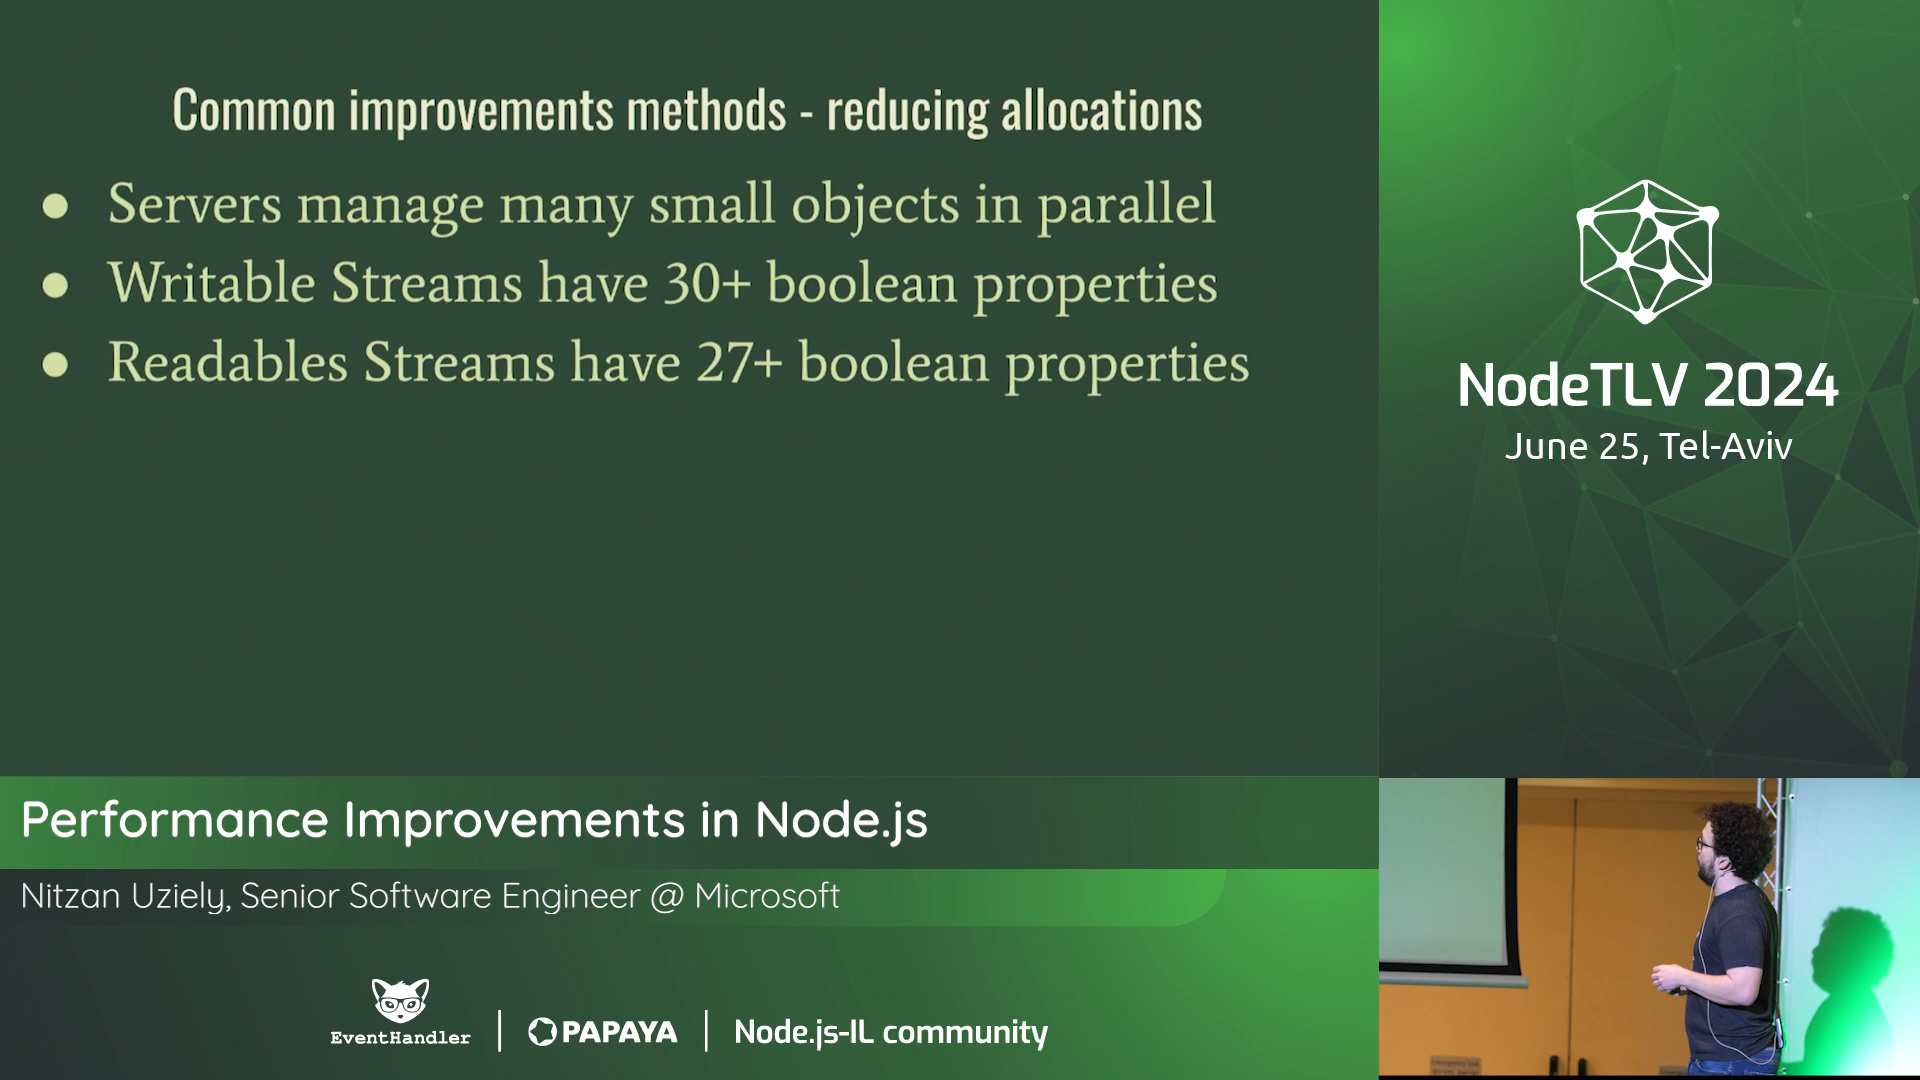 Common improvements methods - reducing allocations
● Servers manage many small objects in parallel
● Writable Streams have 30+ boolean properties
● Readables Streams have 27+ boolean properties
NodeTLV 2024
June 25, Tel-Aviv
Performance Improvements in Node.js
Nitzan Uziely, Senior Software Engineer @ Microsoft
EventHandler
PAPAYA
Node.js-IL community